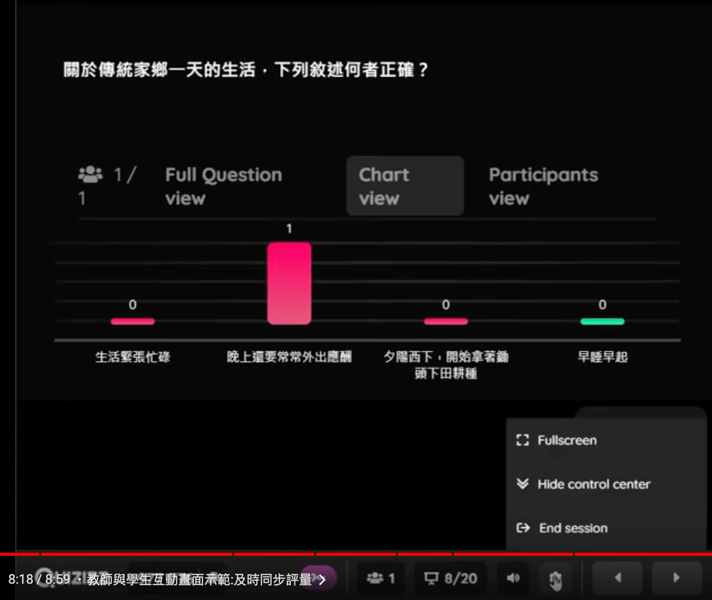 關於傳統家鄉一天的生活，下列敘述何者正確？
1 /
1
Full Question
view
Chart
view
Participants
view
1
0
0
0
生活緊張忙碌
晚上還要常常外出應酬
夕陽西下，開始拿著鋤
頭下田耕種
早睡早起
Fullscreen
Hide control center
End session
8:18 / 8:59 • 教師與學生互動畫面示範:及時同步評量
1
8/20